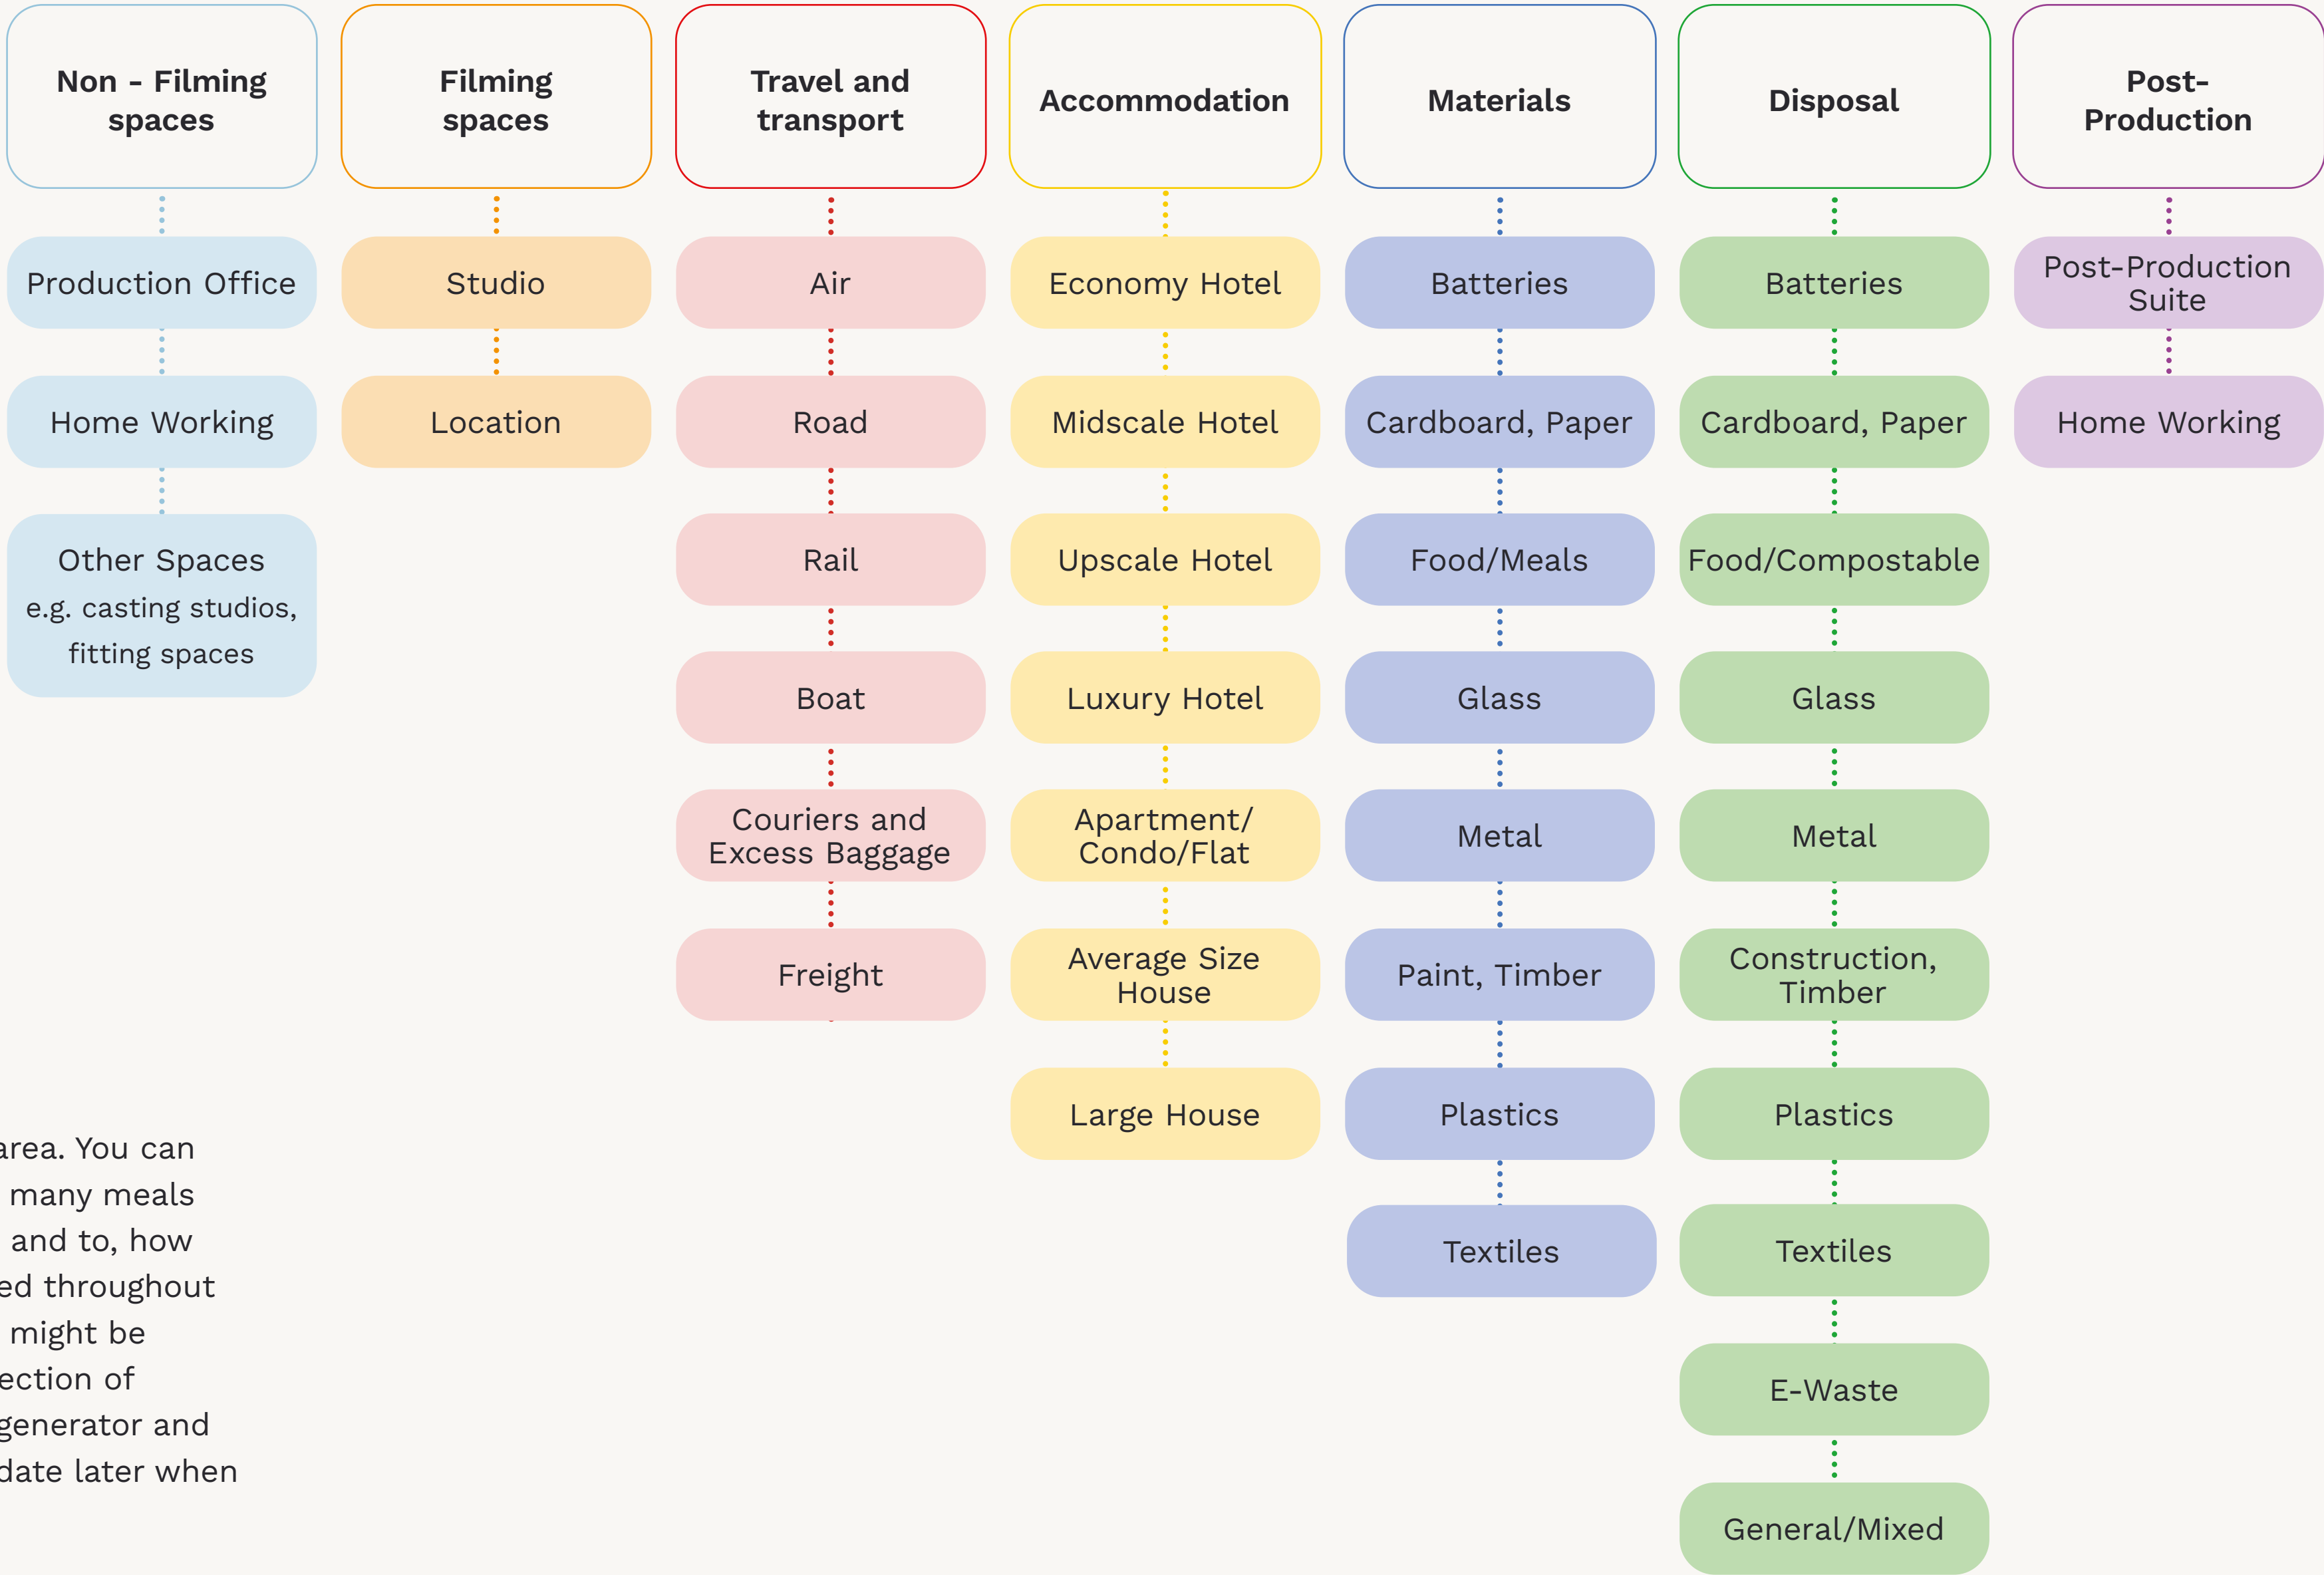 Non - Filming
spaces
Production Office
Home Working
Other Spaces
e.g. casting studios,
fitting spaces
Filming
spaces
Studio
Location
Travel and
transport
Air
Road
Rail
Boat
Couriers and
Excess Baggage
Freight
Accommodation
Economy Hotel
Midscale Hotel
Upscale Hotel
Luxury Hotel
Apartment/
Condo/Flat
Average Size
House
Large House
Materials
Batteries
Cardboard, Paper
Food/Meals
Glass
Metal
Paint, Timber
Plastics
Textiles
Disposal
Batteries
Cardboard, Paper
Food/Compostable
Glass
Metal
Construction,
Timber
Plastics
Textiles
E-Waste
General/Mixed
Post-
Production
Post-Production
Suite
Home Working
area. You can
many meals
and to, how
ed throughout
might be
ection of
generator and
date later when